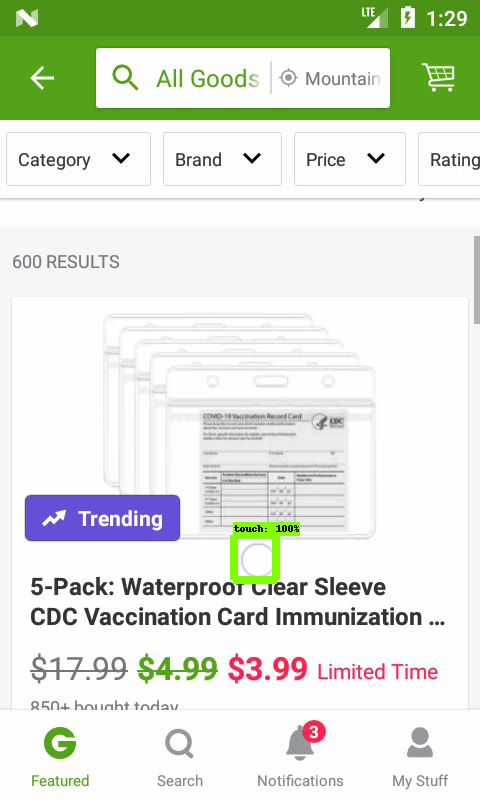 LTE 1:29
All Goods Mountain
Category Brand Price Rating
600 RESULTS
COVID-19 Vaccination Record Card
CDC
Trending
touch: 100%
5-Pack: Waterproof Clear Sleeve
CDC Vaccination Card Immunization ...
$17.99 $4.99 $3.99 Limited Time
850+ bought today
3
Featured Search Notifications My Stuff